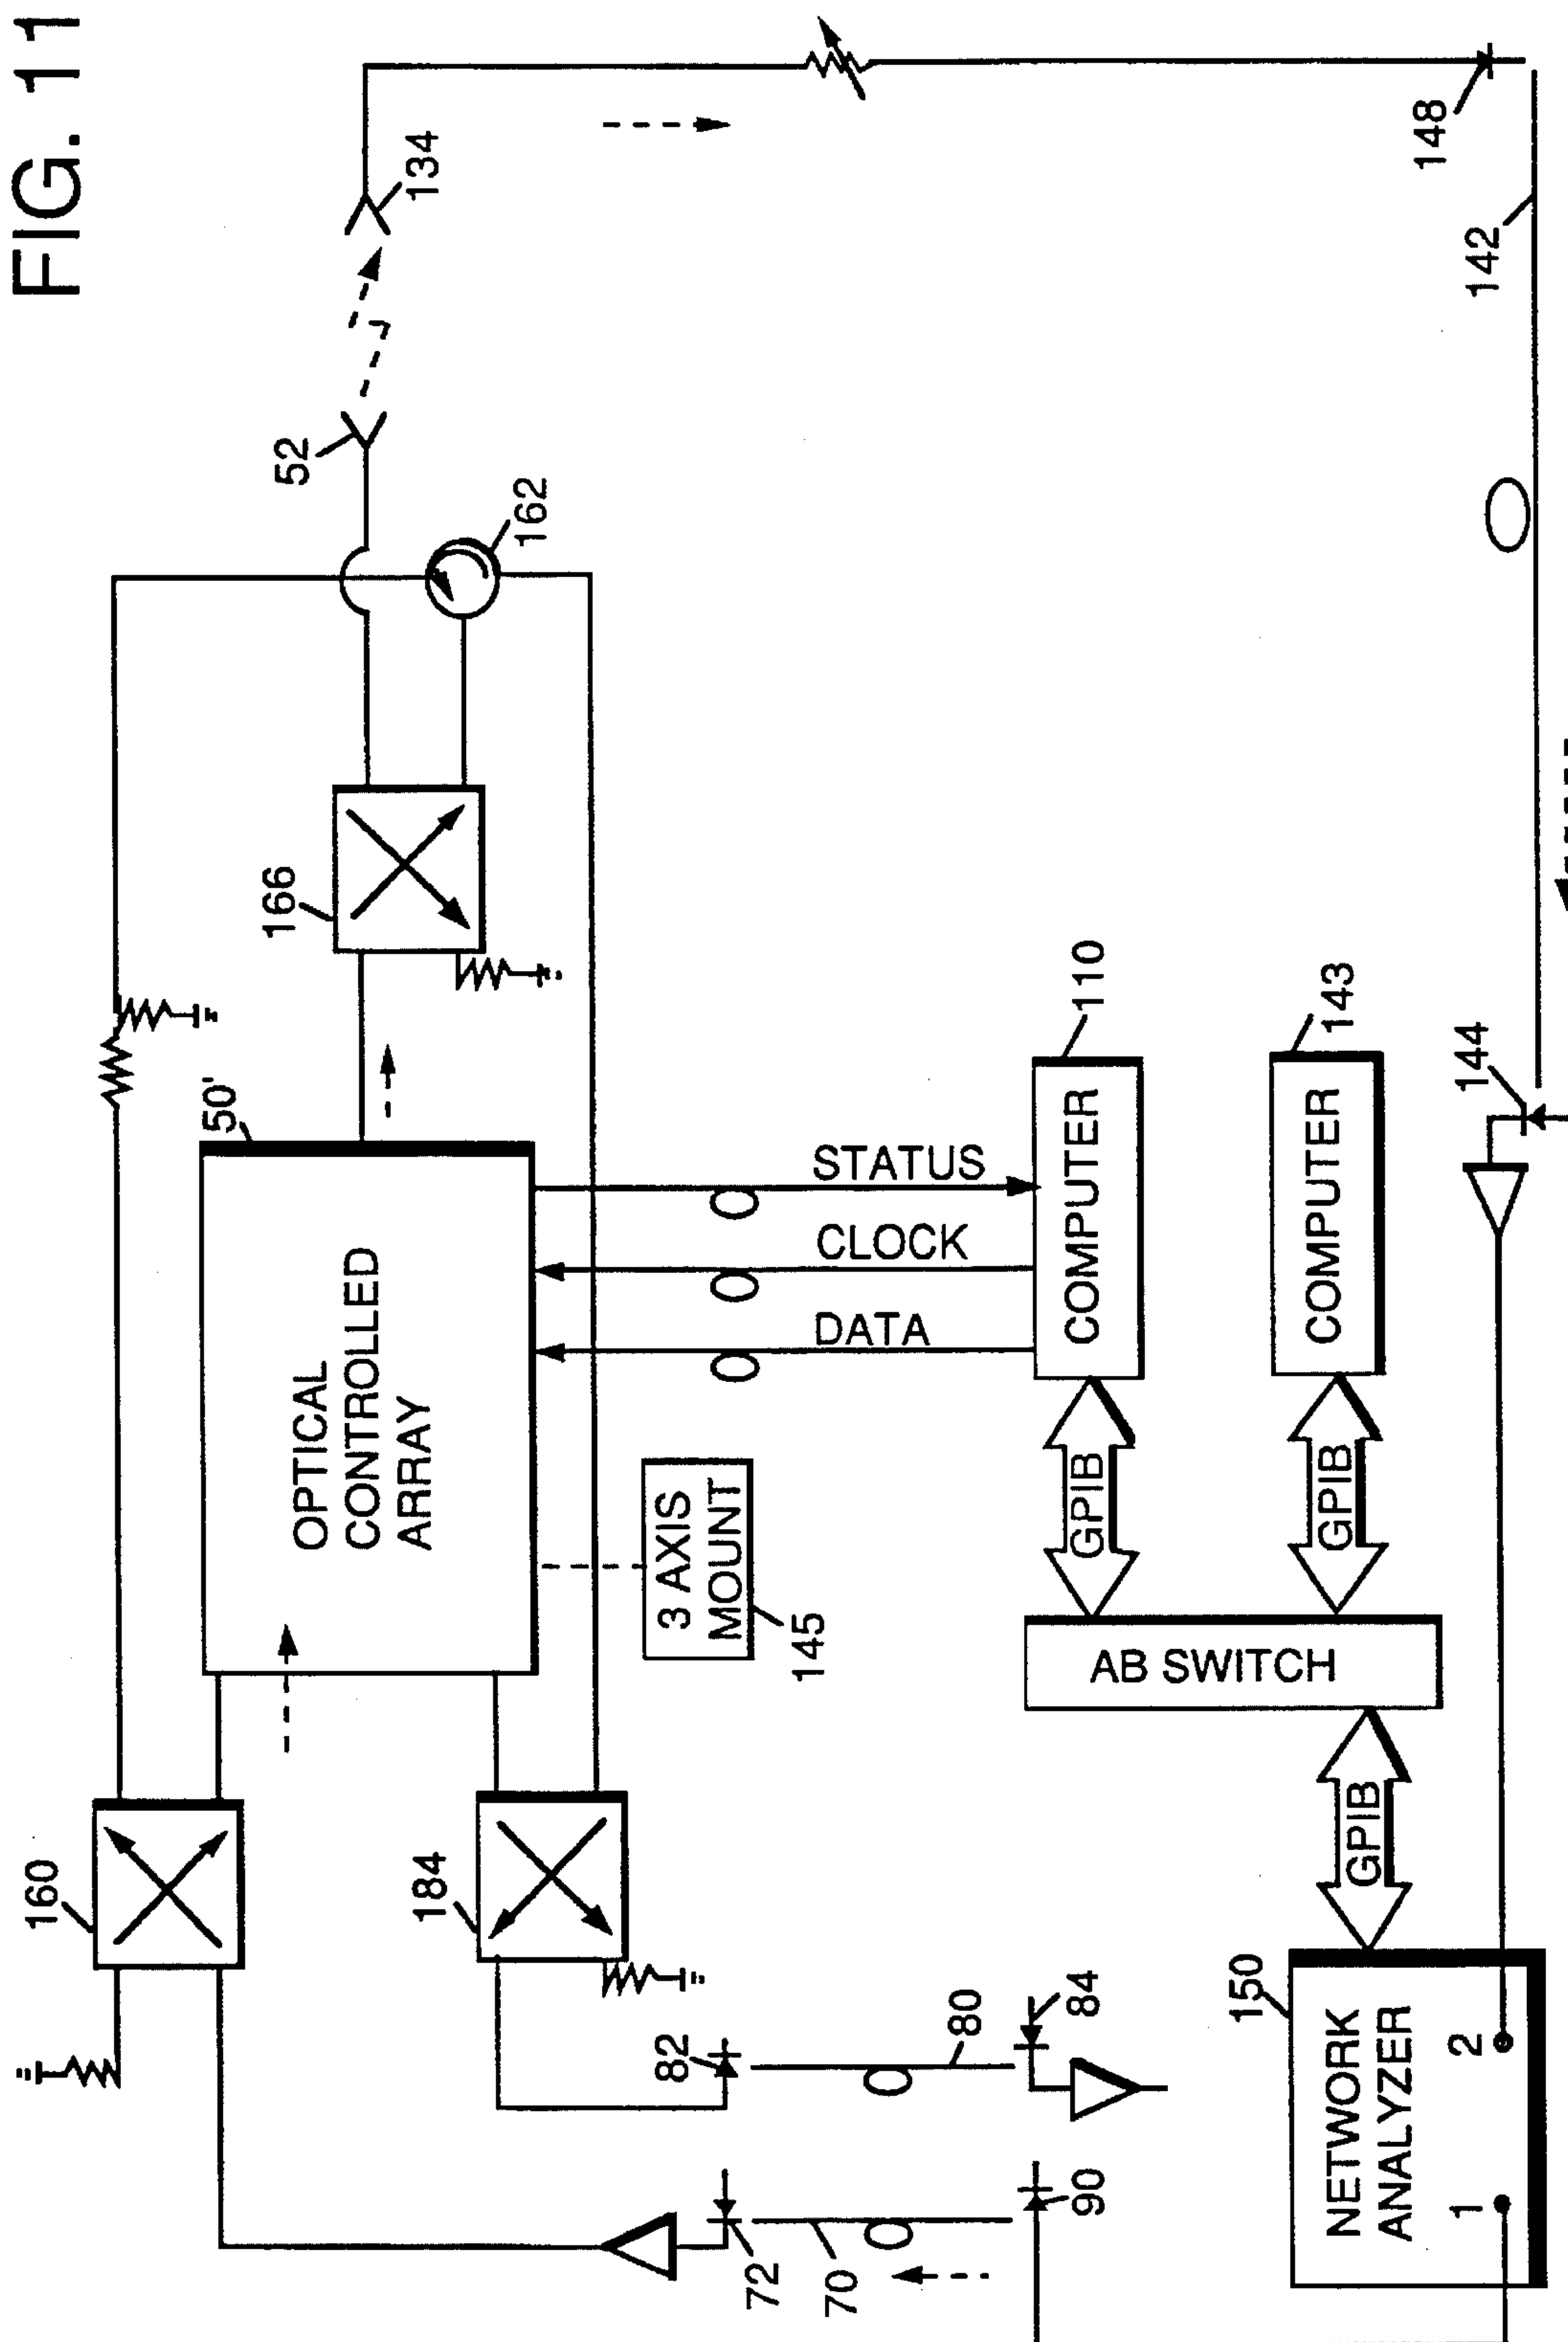 FIG. 11
160
50'
166
52
134
162
OPTICAL
CONTROLLED
ARRAY
184
3 AXIS
MOUNT
145
STATUS
CLOCK
DATA
72
82
70
80
90
84
COMPUTER
110
GPIB
AB SWITCH
GPIB
COMPUTER
143
GPIB
150
NETWORK
ANALYZER
1
2
144
142
148